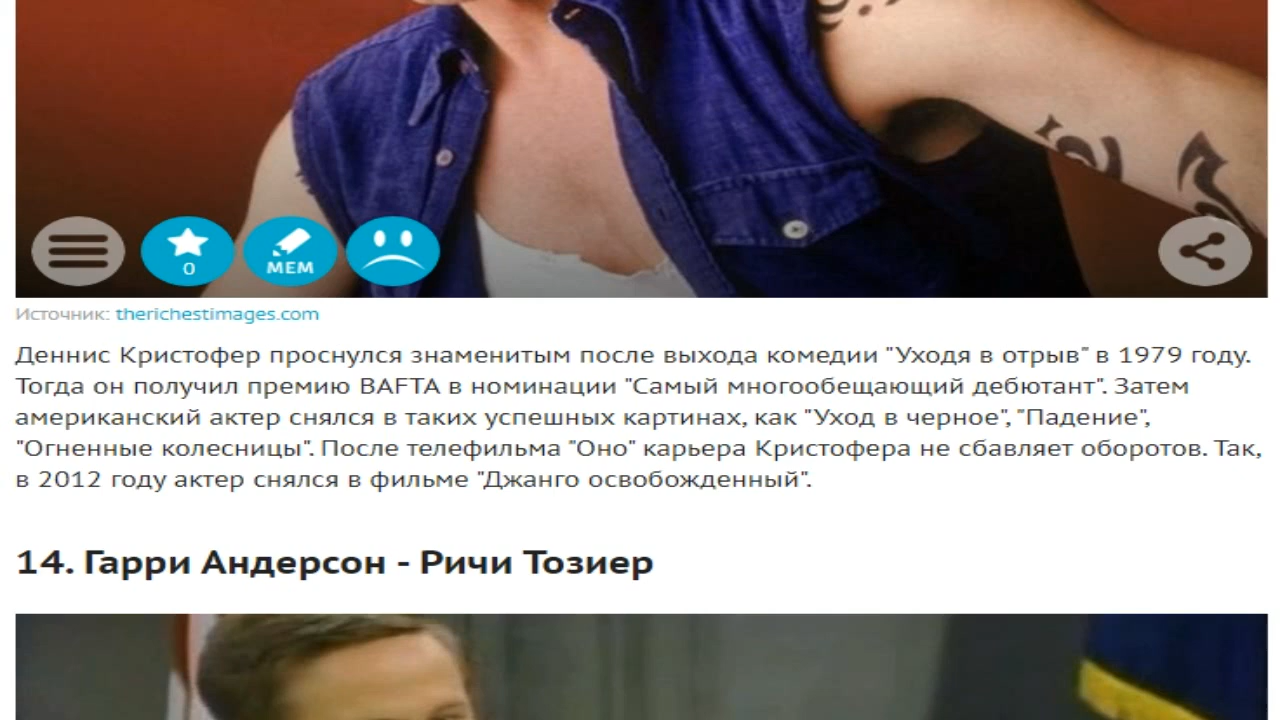 0
МЕМ
Источник: therichestimages.com
Деннис Кристофер проснулся знаменитым после выхода комедии "Уходя в отрыв" в 1979 году.
Тогда он получил премию BAFTA в номинации "Самый многообещающий дебютант". Затем
американский актер снялся в таких успешных картинах, как "Уход в черное", "Падение",
"Огненные колесницы". После телефильма "Оно" карьера Кристофера не сбавляет оборотов. Так,
в 2012 году актер снялся в фильме "Джанго освобожденный".
14. Гарри Андерсон - Ричи Тозиер